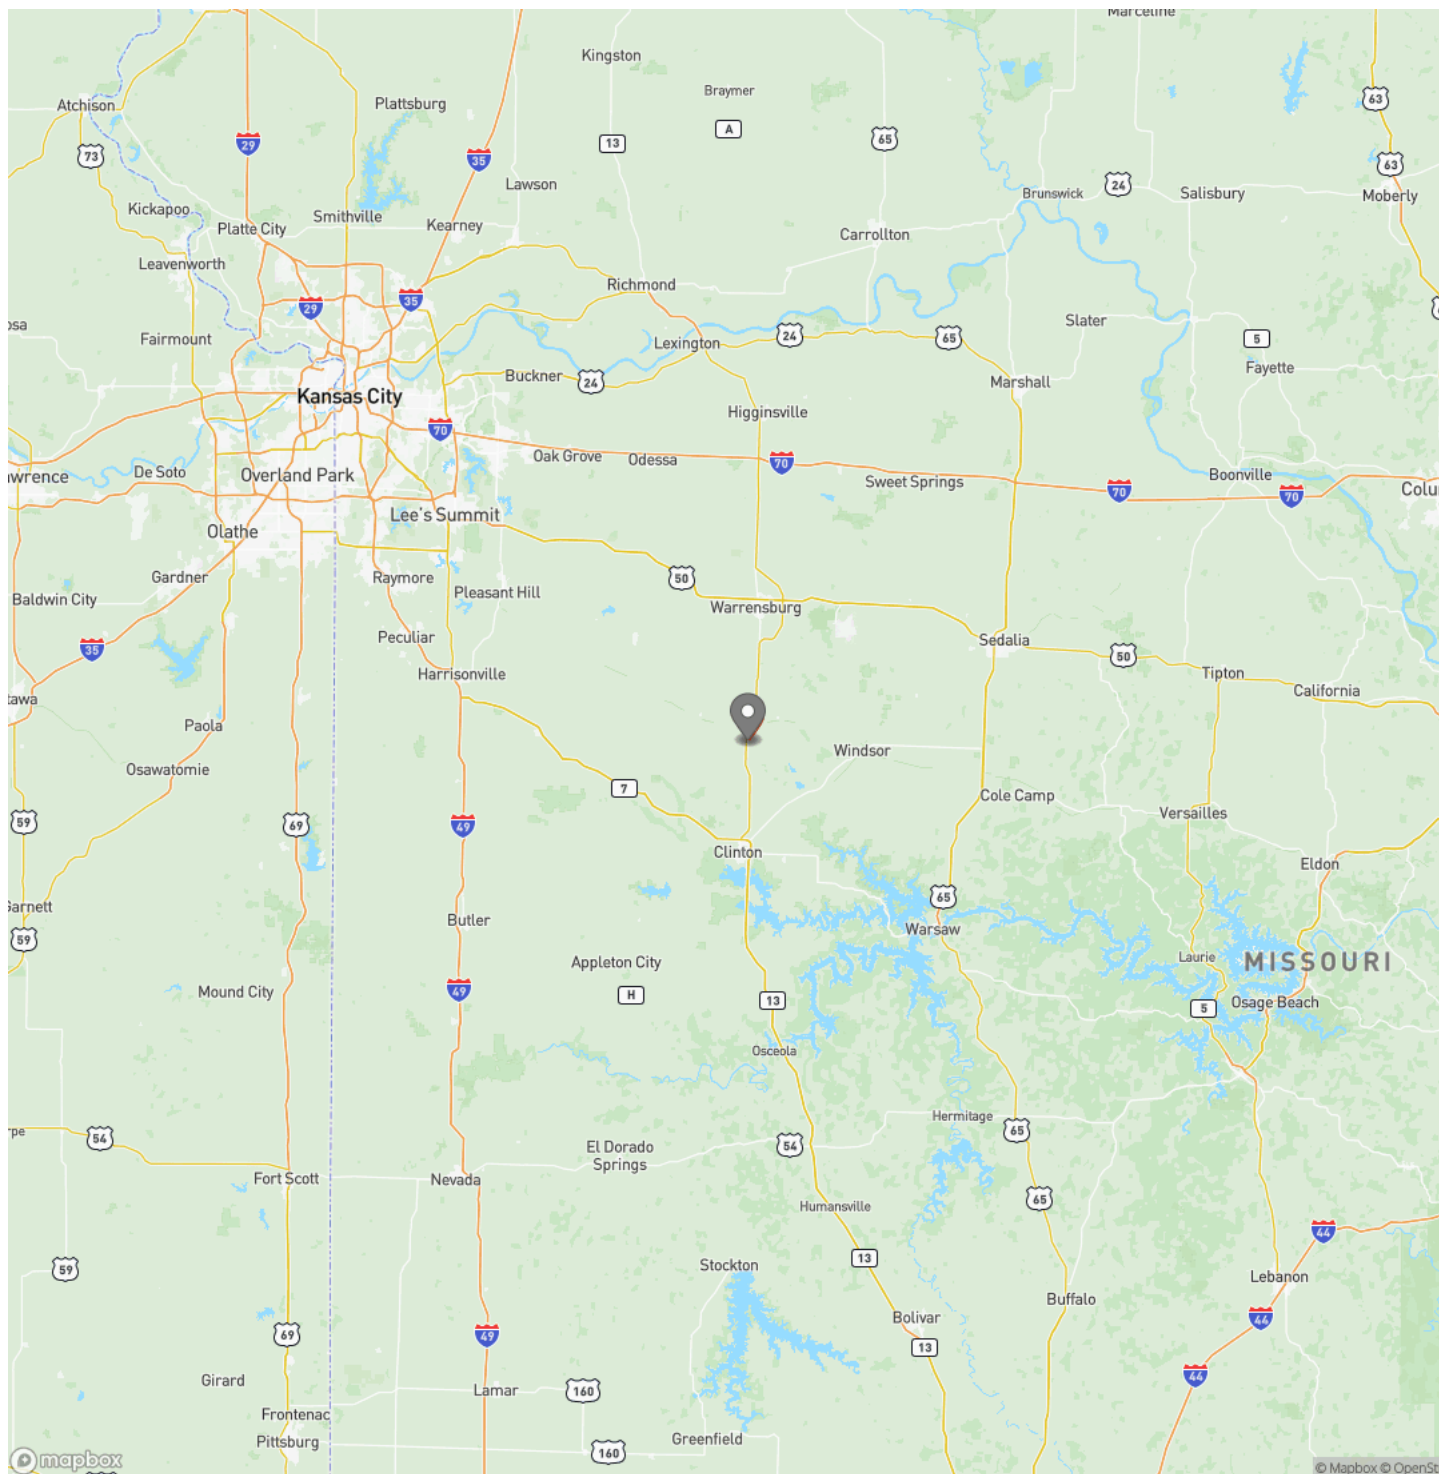 Marceline
Kingston
63
Atchison
Plattsburg
Braymer
A
65
13
29
73
35
63
Lawson
24
Brunswick
Salisbury
Moberly
Kickapoo
Smithville
Platte City
Kearney
Carrollton
Leavenworth
Richmond
29
35
Slater
24
65
5
Fairmount
Lexington
Buckner
24
Marshall
Fayette
Kansas City
Higginsville
70
Oak Grove
Odessa
70
De Soto
Overland Park
Sweet Springs
Boonville
70
70
Lee's Summit
Olathe
Gardner
Raymore
50
Pleasant Hill
Baldwin City
Warrensburg
Peculiar
Sedalia
35
50
Harrisonville
Tipton
California
Paola
Windsor
Osawatomie
7
Cole Camp
59
69
49
Versailles
Clinton
Eldon
65
Butler
Warsaw
59
Appleton City
Laurie
MISSOURI
Mound City
49
H
13
5
Osage Beach
Osceola
Hermitage
65
54
El Dorado
Springs
54
Fort Scott
Nevada
65
Humansville
44
59
Stockton
13
Lebanon
Buffalo
Bolivar
44
69
49
13
44
Girard
Lamar
160
Frontenac
Pittsburg
Greenfield
160
mapbox
© Mapbox © OpenSt